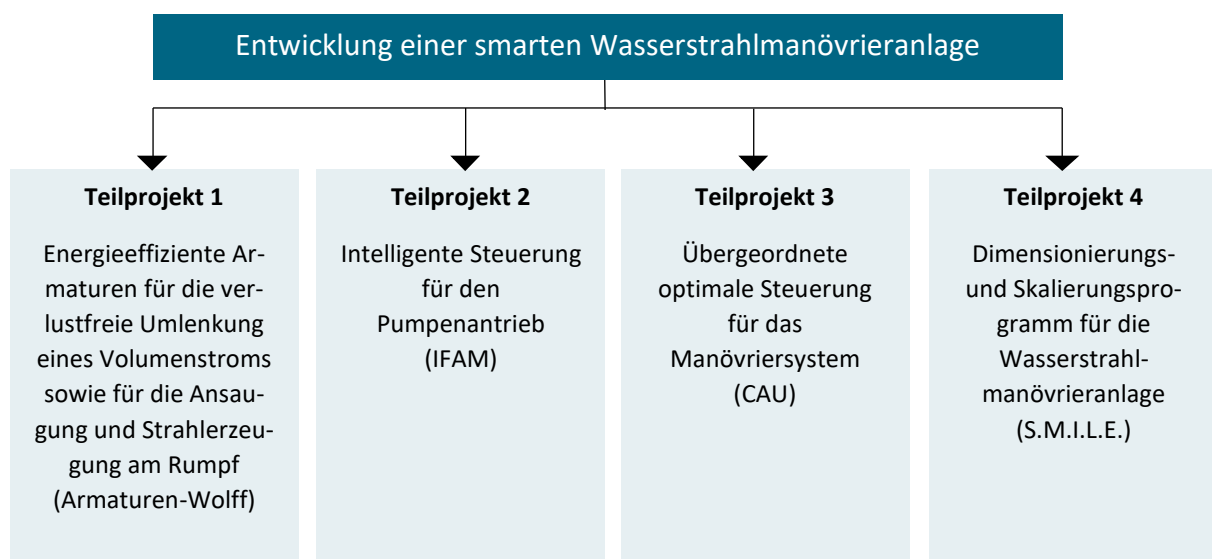 Entwicklung einer smarten Wasserstrahlmanövrieranlage
Teilprojekt 1
Energieeffiziente Ar-
maturen für die ver-
lustfreie Umlenkung
eines Volumenstroms
sowie für die Ansau-
gung und Strahlerzeu-
gung am Rumpf
(Armaturen-Wolff)
Teilprojekt 2
Intelligente Steuerung
für den
Pumpenantrieb
(IFAM)
Teilprojekt 3
Übergeordnete
optimale Steuerung
für das
Manövriersystem
(CAU)
Teilprojekt 4
Dimensionierungs-
und Skalierungspro-
gramm für die
Wasserstrahl-
manövrieranlage
(S.M.I.L.E.)